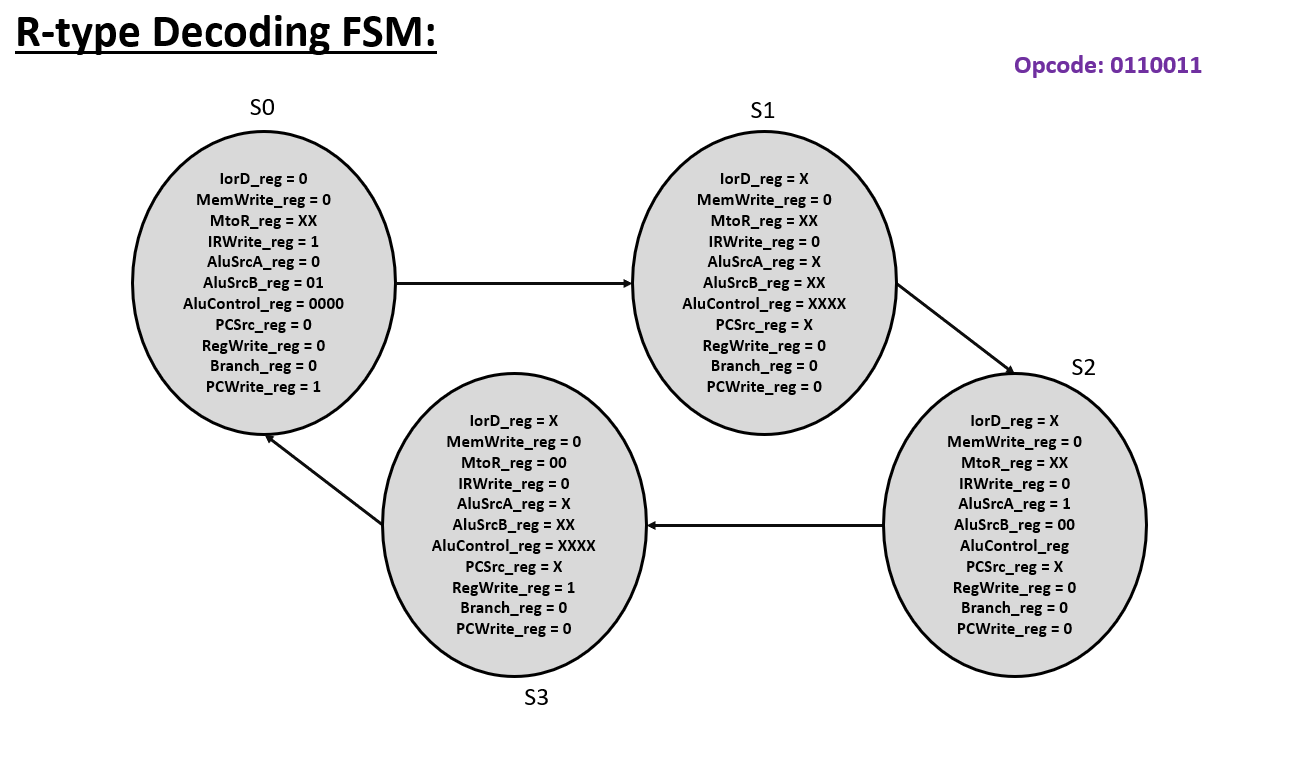 R-type Decoding FSM:
Opcode: 0110011
S0
IorD_reg = 0
MemWrite_reg = 0
MtoR_reg = XX
IRWrite_reg = 1
AluSrcA_reg = 0
AluSrcB_reg = 01
AluControl_reg = 0000
PCSrc_reg = 0
RegWrite_reg = 0
Branch_reg = 0
PCWrite_reg = 1
S1
IorD_reg = X
MemWrite_reg = 0
MtoR_reg = XX
IRWrite_reg = 0
AluSrcA_reg = X
AluSrcB_reg = XX
AluControl_reg = XXXX
PCSrc_reg = X
RegWrite_reg = 0
Branch_reg = 0
PCWrite_reg = 0
S2
IorD_reg = X
MemWrite_reg = 0
MtoR_reg = XX
IRWrite_reg = 0
AluSrcA_reg = 1
AluSrcB_reg = 00
AluControl_reg
PCSrc_reg = X
RegWrite_reg = 0
Branch_reg = 0
PCWrite_reg = 0
IorD_reg = X
MemWrite_reg = 0
MtoR_reg = 00
IRWrite_reg = 0
AluSrcA_reg = X
AluSrcB_reg = XX
AluControl_reg = XXXX
PCSrc_reg = X
RegWrite_reg = 1
Branch_reg = 0
PCWrite_reg = 0
S3